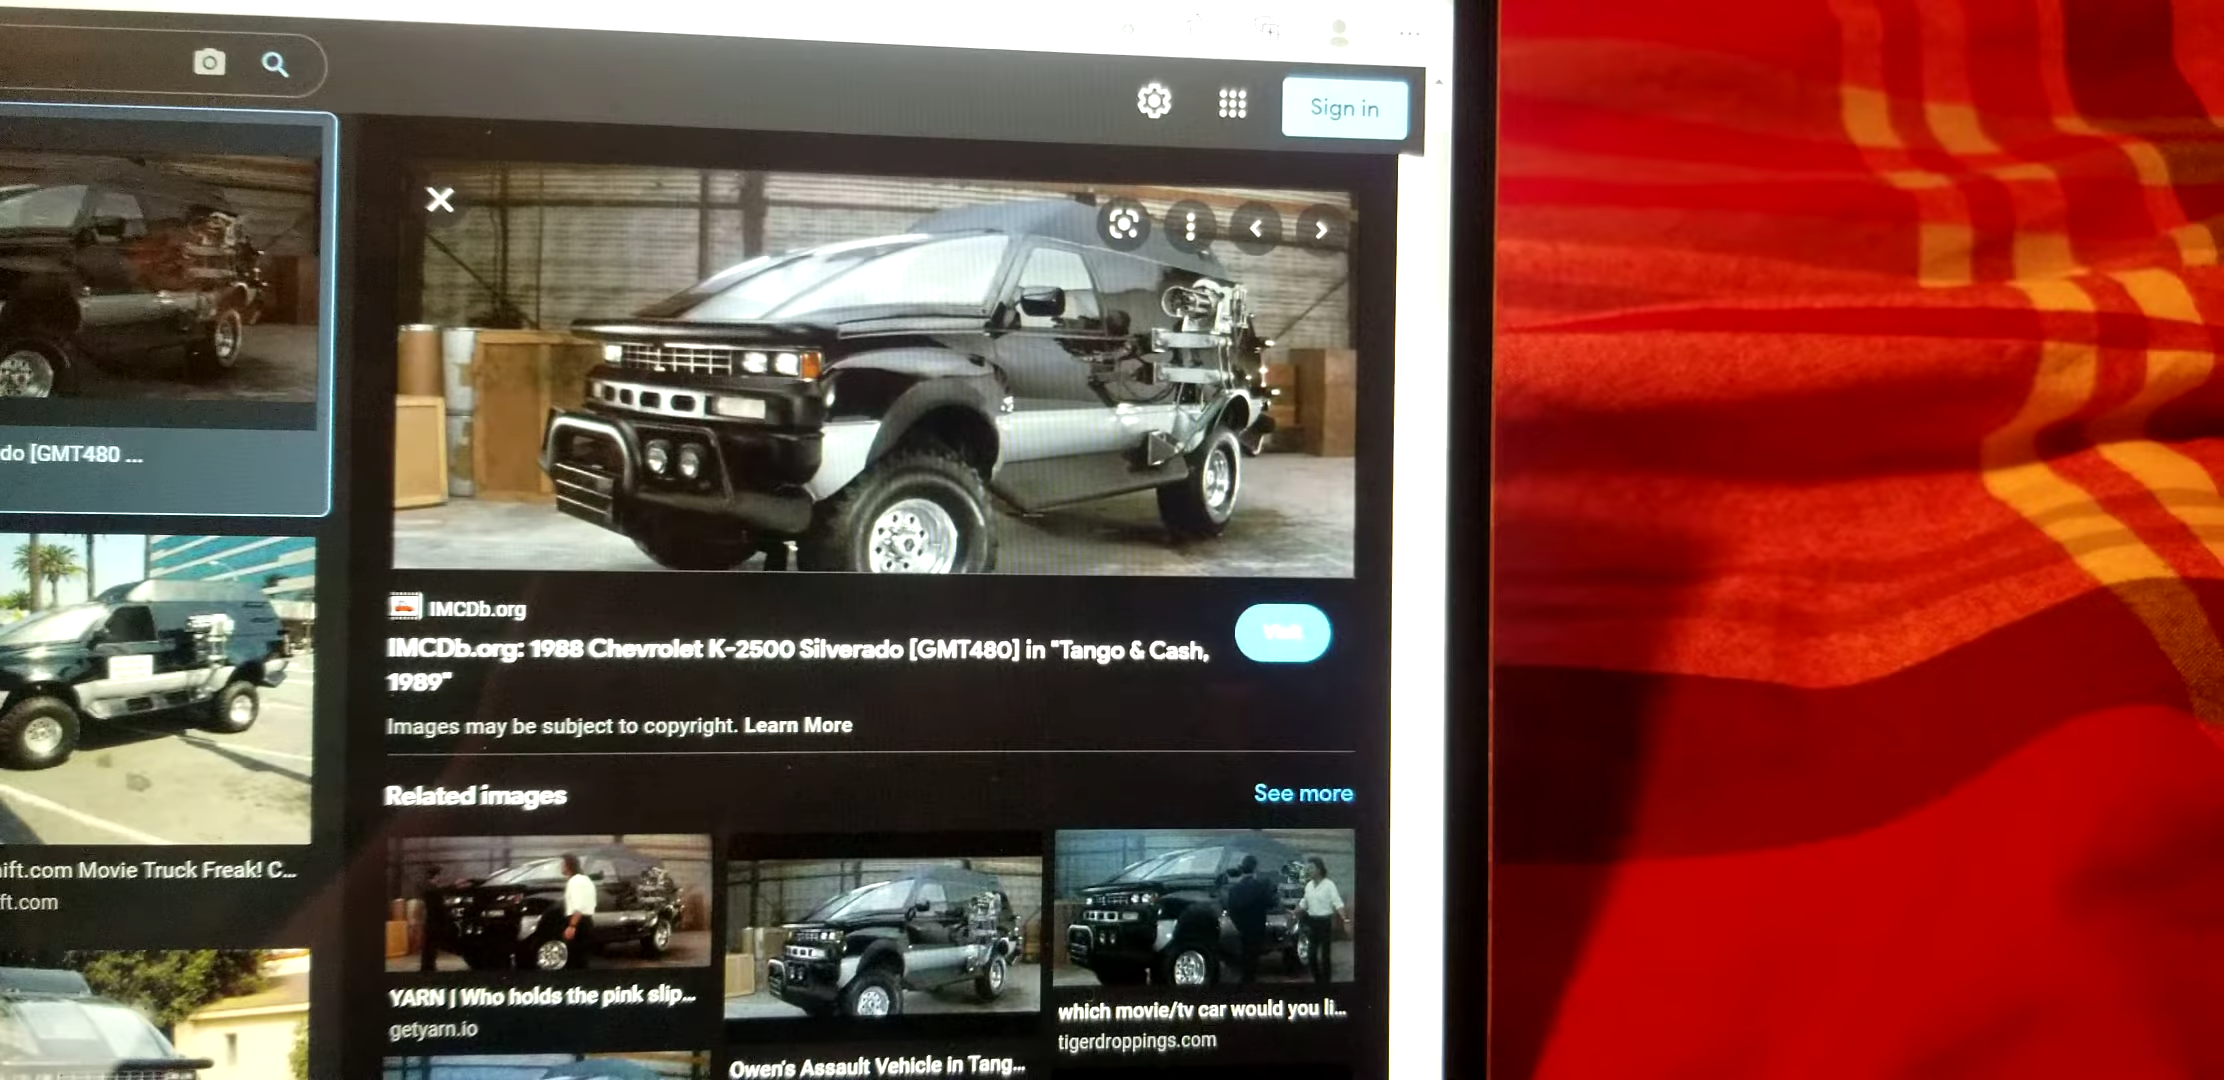 Sign in
do [GMT480 ...
IMCDb.org
Visit
IMCDb.org: 1988 Chevrolet K-2500 Silverado [GMT480] in "Tango & Cash,
1989"
Images may be subject to copyright. Learn More
Related images
See more
ift.com Movie Truck Freak! C...
ft.com
YARN | Who holds the pink slip...
getyarn.io
Owen's Assault Vehicle in Tang...
which movie/tv car would you li...
tigerdroppings.com